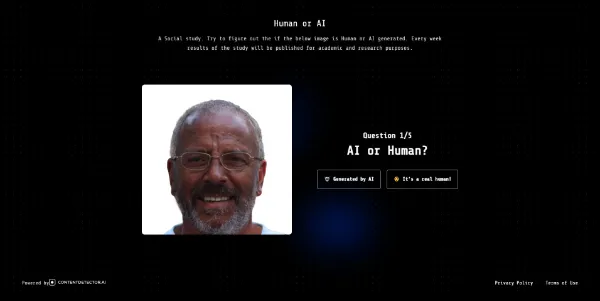 Human or AI
A Social study. Try to figure out the if the below image is Human or AI generated. Every week
results of the study will be published for academic and research purposes.
Question 1/5
AI or Human?
Generated by AI
It's a real human!
Powered by CONTENTDETECTOR.AI
Privacy Policy
Terms of Use